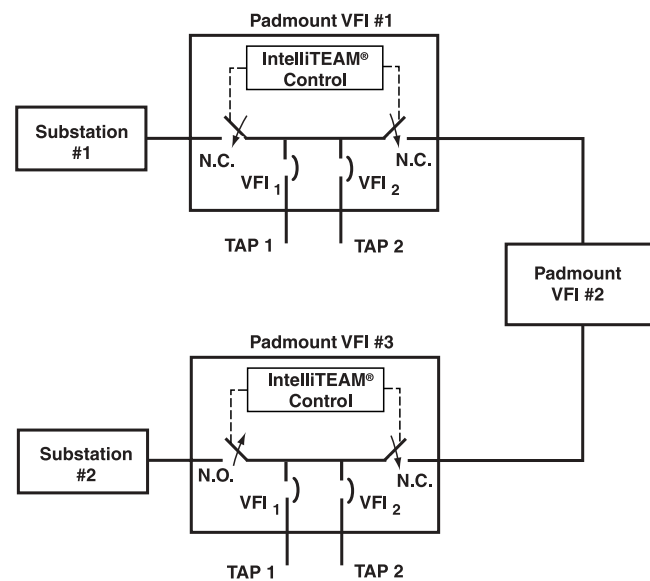 Padmount VFI #1
IntelliTEAM®
Control
Substation
#1
N.C.
N.C.
VFI 1
VFI 2
TAP 1
TAP 2
Padmount
VFI #2
Padmount VFI #3
IntelliTEAM®
Control
Substation
#2
N.O.
N.C.
VFI 1
VFI 2
TAP 1
TAP 2